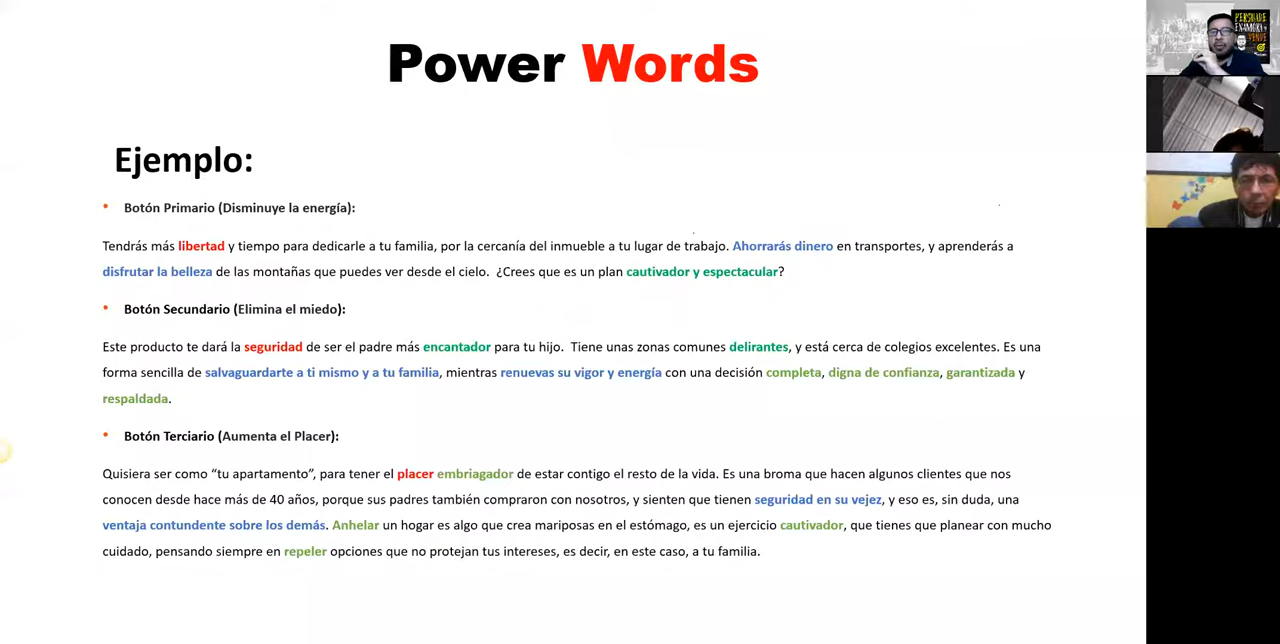 Power Words
Ejemplo:
• Botón Primario (Disminuye la energía):
Tendrás más libertad y tiempo para dedicarle a tu familia, por la cercanía del inmueble a tu lugar de trabajo. Ahorrarás dinero en transportes, y aprenderás a
disfrutar la belleza de las montañas que puedes ver desde el cielo. ¿Crees que es un plan cautivador y espectacular?
• Botón Secundario (Elimina el miedo):
Este producto te dará la seguridad de ser el padre más encantador para tu hijo. Tiene unas zonas comunes delirantes, y está cerca de colegios excelentes. Es una
forma sencilla de salvaguardarte a ti mismo y a tu familia, mientras renuevas su vigor y energía con una decisión completa, digna de confianza, garantizada y
respaldada.
• Botón Terciario (Aumenta el Placer):
Quisiera ser como “tu apartamento”, para tener el placer embriagador de estar contigo el resto de la vida. Es una broma que hacen algunos clientes que nos
conocen desde hace más de 40 años, porque sus padres también compraron con nosotros, y sienten que tienen seguridad en su vejez, y eso es, sin duda, una
ventaja contundente sobre los demás. Anhelar un hogar es algo que crea mariposas en el estómago, es un ejercicio cautivador, que tienes que planear con mucho
cuidado, pensando siempre en repeler opciones que no protejan tus intereses, es decir, en este caso, a tu familia.
PERSUADE
ENAMORA Y
VENDE